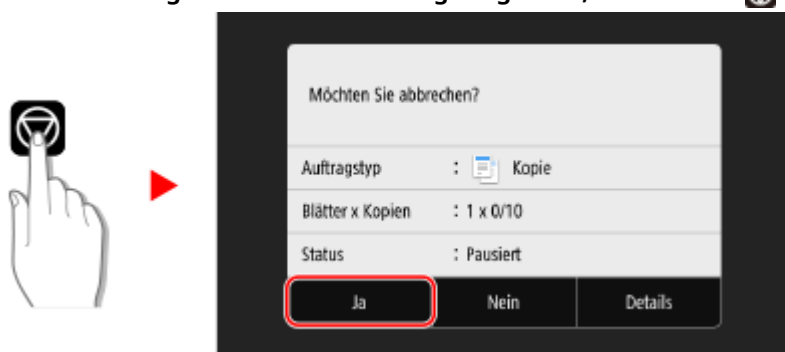 Möchten Sie abbrechen?
Auftragstyp : Kopie
Blätter x Kopien : 1 x 0/10
Status : Pausiert
Ja Nein Details